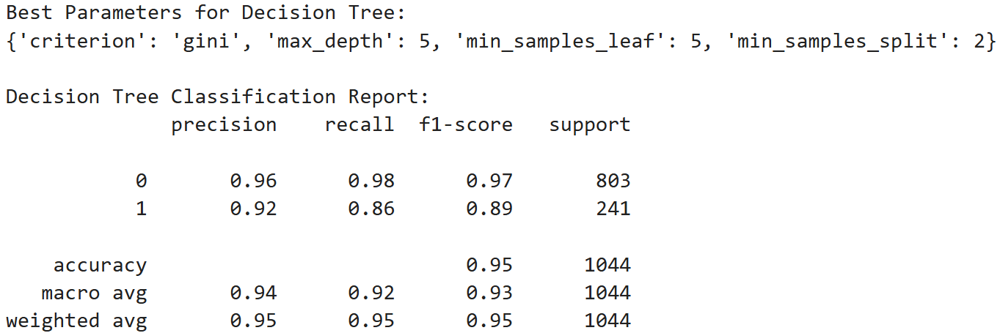 Best Parameters for Decision Tree:
{'criterion': 'gini', 'max_depth': 5, 'min_samples_leaf': 5, 'min_samples_split': 2}
Decision Tree Classification Report:
precision recall f1-score support
0 0.96 0.98 0.97 803
1 0.92 0.86 0.89 241
accuracy 0.95 1044
macro avg 0.94 0.92 0.93 1044
weighted avg 0.95 0.95 0.95 1044